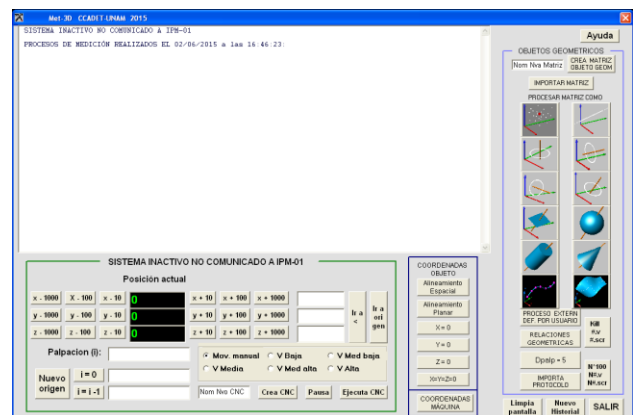 Met-3D CCADET-UNAM 2015
SISTEMA INACTIVO NO COMUNICADO A IPM-01
PROCESOS DE MEDICIÓN REALIZADOS EL 02/06/2015 a las 16:46:23:
Ayuda
OBJETOS GEOMETRICOS
Nom Nva Matriz
CREA MATRIZ
OBJETO GEOM
IMPORTAR MATRIZ
PROCESAR MATRIZ COMO
PROCESO EXTERN
DEF. POR USUARIO
RELACIONES
GEOMETRICAS
Dpalp = 5
IMPORTA
PROTOCOLO
Nº100
SISTEMA INACTIVO NO COMUNICADO A IPM-01
Posición actual
x - 1000 X - 100 x - 10 0 x + 10 x + 100 x + 1000
y - 1000 y - 100 y - 10 0 y + 10 y + 100 y + 1000
z - 1000 z - 100 z - 10 0 z + 10 z + 100 z + 1000
Ir a
<
Ir a
ori
gen
Palpacion (i):
Nuevo
origen
i = 0
i = i -1
Mov. manual V Baja V Med baja
V Media V Med alta V Alta
Nom Nvo CNC Crea CNC Pausa Ejecuta CNC
COORDENADAS
OBJETO
Alineamiento
Espacial
Alineamiento
Planar
X = 0
Y = 0
Z = 0
X=Y=Z=0
COORDENADAS
MÁQUINA
Limpia
pantalla
Nuevo
Historial
SALIR